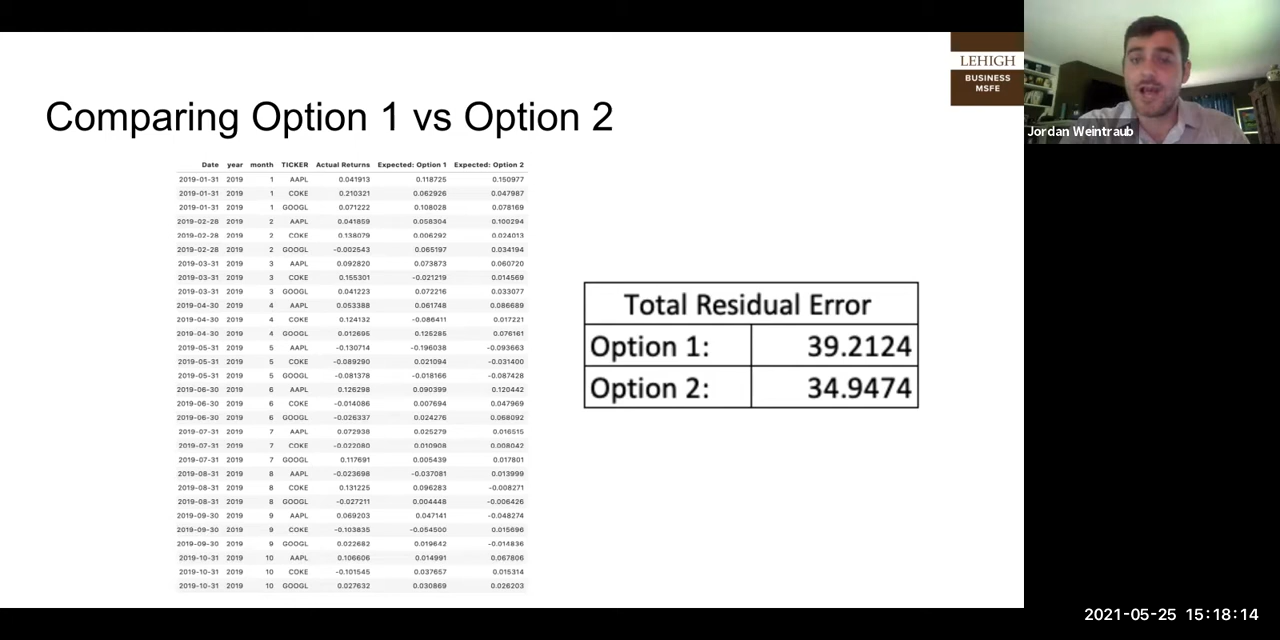 LEHIGH
BUSINESS
MSFE
Jordan Weintraub
Comparing Option 1 vs Option 2
Date year month TICKER Actual Returns Expected: Option 1 Expected: Option 2
2019-01-31 2019 1 AAPL 0.041913 0.118725 0.150977
2019-01-31 2019 1 COKE 0.210321 0.062926 0.047987
2019-01-31 2019 1 GOOGL 0.071222 0.108028 0.078169
2019-02-28 2019 2 AAPL 0.041859 0.058304 0.100294
2019-02-28 2019 2 COKE 0.138079 0.006292 0.024013
2019-02-28 2019 2 GOOGL -0.002543 0.065197 0.034194
2019-03-31 2019 3 AAPL 0.092820 0.073873 0.060720
2019-03-31 2019 3 COKE 0.155301 -0.021219 0.014569
2019-03-31 2019 3 GOOGL 0.041223 0.072216 0.033077
2019-04-30 2019 4 AAPL 0.053388 0.061748 0.086689
2019-04-30 2019 4 COKE 0.124132 -0.086411 0.017221
2019-04-30 2019 4 GOOGL 0.012695 0.125285 0.076161
2019-05-31 2019 5 AAPL -0.130714 -0.196038 -0.093663
2019-05-31 2019 5 COKE -0.089290 0.021094 -0.031400
2019-05-31 2019 5 GOOGL -0.081378 -0.018166 -0.087428
2019-06-30 2019 6 AAPL 0.126298 0.090399 0.120442
2019-06-30 2019 6 COKE -0.014086 0.007694 0.047969
2019-06-30 2019 6 GOOGL -0.026337 0.024276 0.068092
2019-07-31 2019 7 AAPL 0.072938 0.025279 0.016515
2019-07-31 2019 7 COKE -0.022080 0.010908 0.008042
2019-07-31 2019 7 GOOGL 0.117691 0.005439 0.017801
2019-08-31 2019 8 AAPL -0.023698 -0.037081 0.013999
2019-08-31 2019 8 COKE 0.131225 0.096283 -0.008271
2019-08-31 2019 8 GOOGL -0.027211 0.004448 -0.006426
2019-09-30 2019 9 AAPL 0.069203 0.047141 -0.048274
2019-09-30 2019 9 COKE -0.103835 -0.054500 0.015696
2019-09-30 2019 9 GOOGL 0.022682 0.019642 -0.014836
2019-10-31 2019 10 AAPL 0.106606 0.014991 0.067806
2019-10-31 2019 10 COKE -0.101545 0.037657 0.015314
2019-10-31 2019 10 GOOGL 0.027632 0.030869 0.026203
Total Residual Error
Option 1: 39.2124
Option 2: 34.9474
2021-05-25 15:18:14